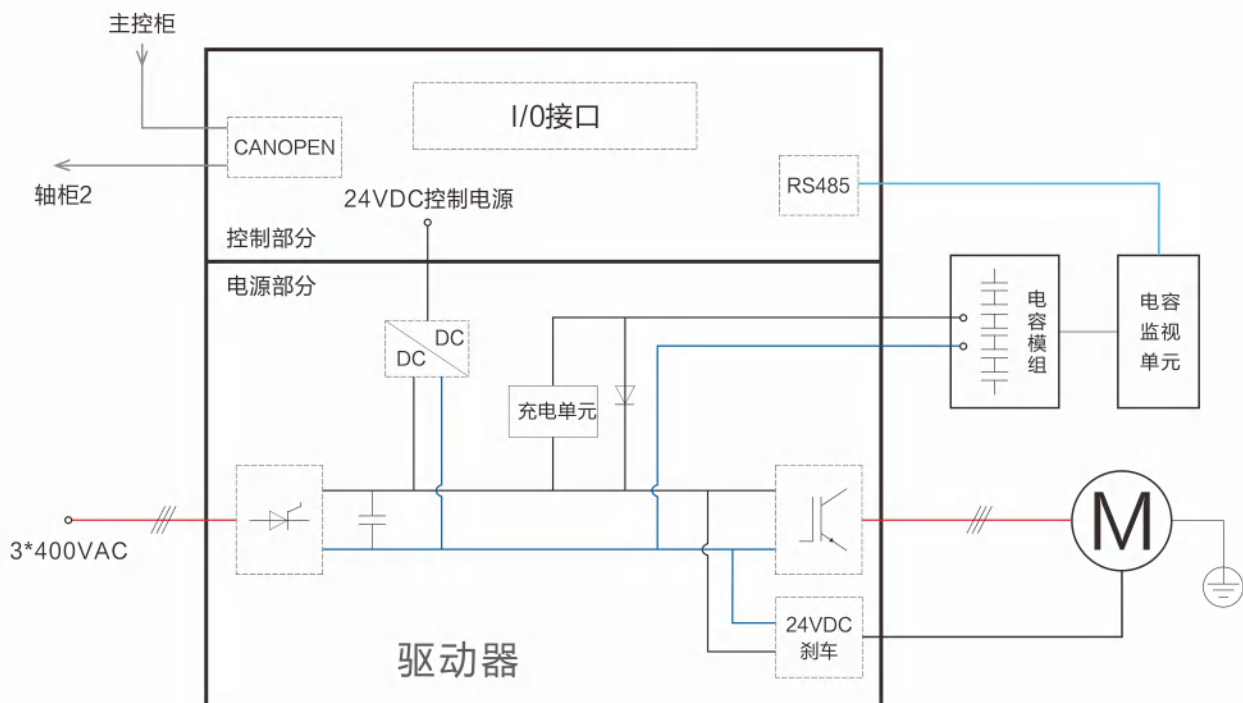 主控柜
I/0接口
CANOPEN
RS485
轴柜2
24VDC控制电源
控制部分
电源部分
DC
DC
充电单元
电容模组
电容
监视
单元
3*400VAC
M
24VDC
刹车
驱动器